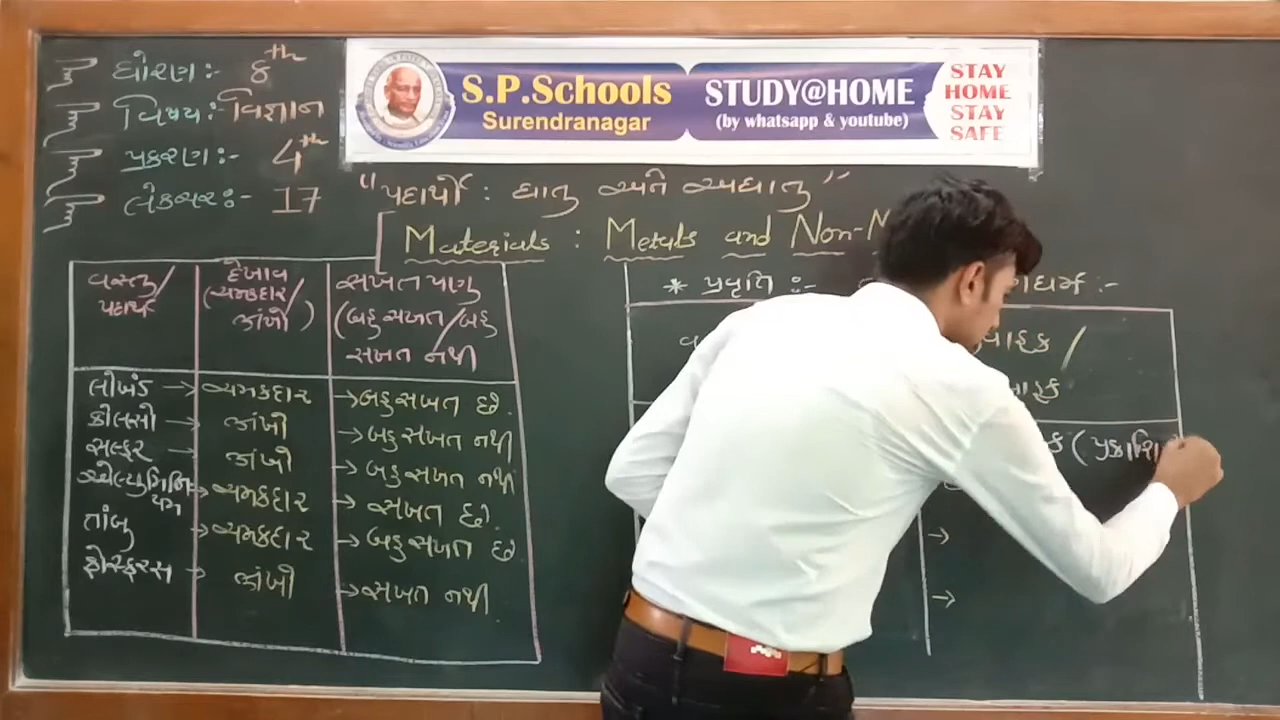 ધોરણ :- ૪th
વિષય :- વિજ્ઞાન
પ્રકરણ :- 4th
લેક્ચર :- 17
S.P.Schools
Surendranagar
STUDY@HOME
(by whatsapp & youtube)
STAY
HOME
STAY
SAFE
"પદાર્થો : ધાતુ અને અધાતુ"
Materials : Metals and Non-
વસ્તુ/
પદાર્થ
દેખાવ
(ચમકદાર/
ઝાંખો)
સખતપણુ
(બહુ સખત/બહુ
સખત નથી
લોખંડ → ચમકદાર → બહુ સખત છે.
કોલસો → ઝાંખો → બહુ સખત નથી
સલ્ફર → ઝાંખો → બહુ સખત નથી
એલ્યુમિનિયમ → ચમકદાર → સખત છે.
તાંબુ → ચમકદાર → બહુ સખત છે
ફોસ્ફરસ → ઝાંખો → સખત નથી
* પ્રવૃતિ :-
(પ્રકાશિ
→
→